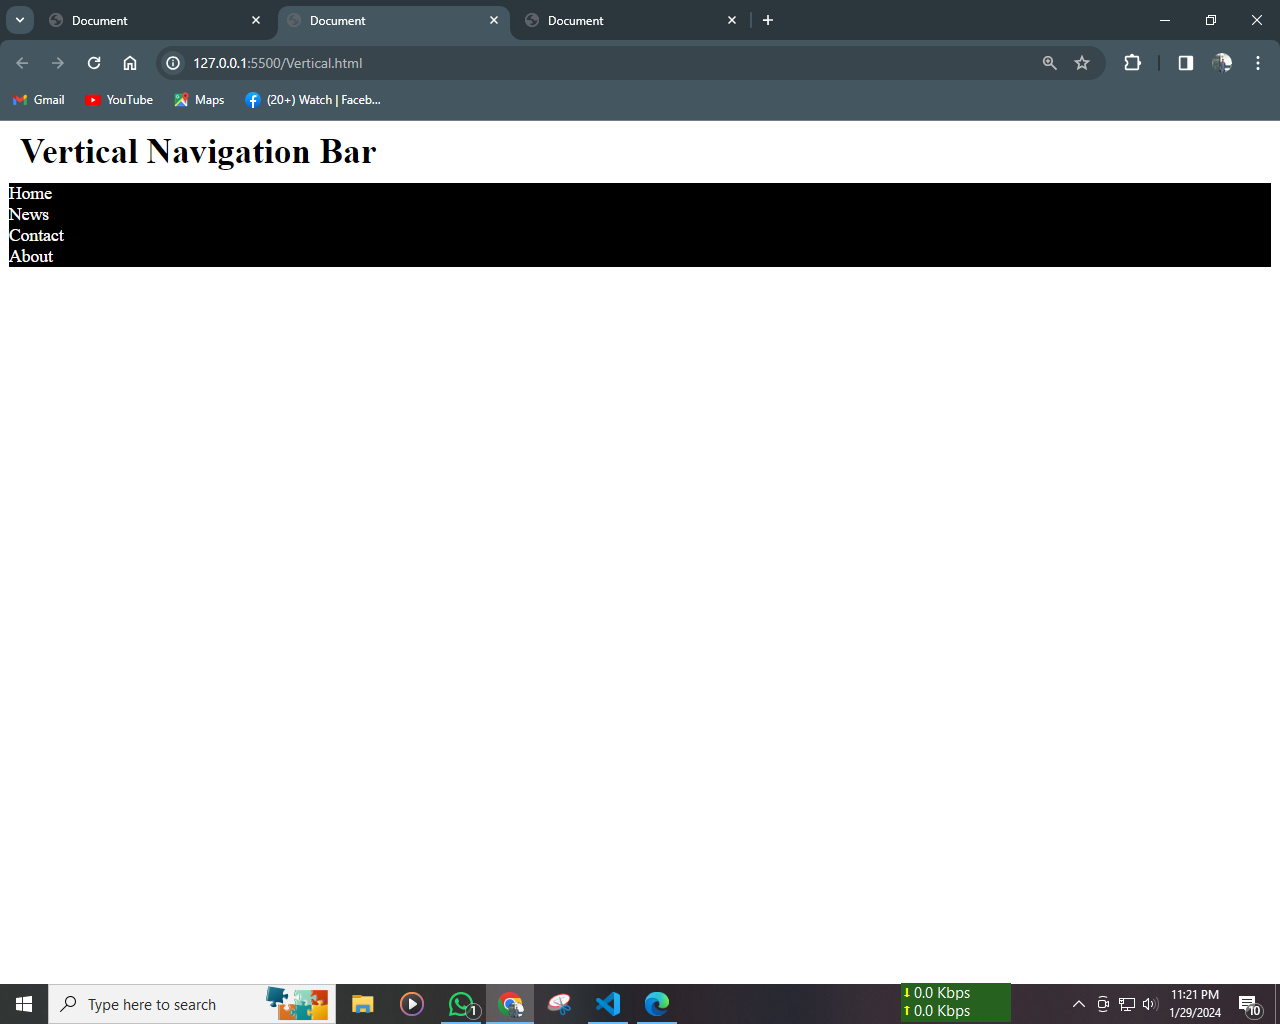 Document
Document
Document
127.0.0.1:5500/Vertical.html
Gmail
YouTube
Maps
(20+) Watch | Faceb...
Vertical Navigation Bar
Home
News
Contact
About
Type here to search
1
0.0 Kbps
0.0 Kbps
11:21 PM
1/29/2024
10